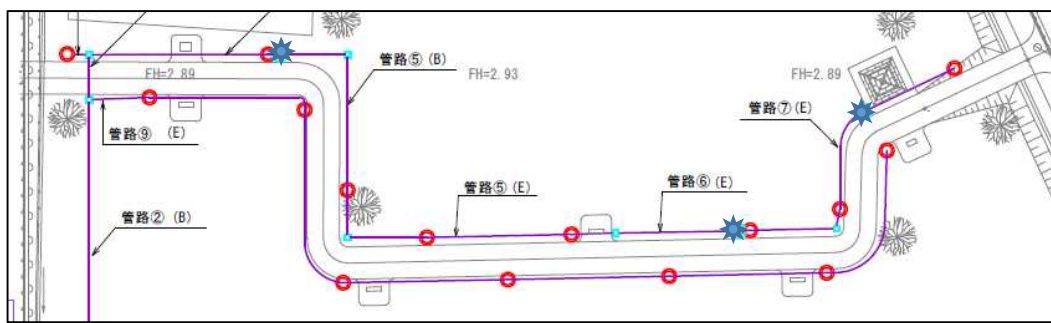 FH=2.89
管路⑤(B)
FH=2.93
FH=2.89
管路⑦(E)
管路⑨ (E)
管路⑤(E)
管路⑥(E)
管路②(B)